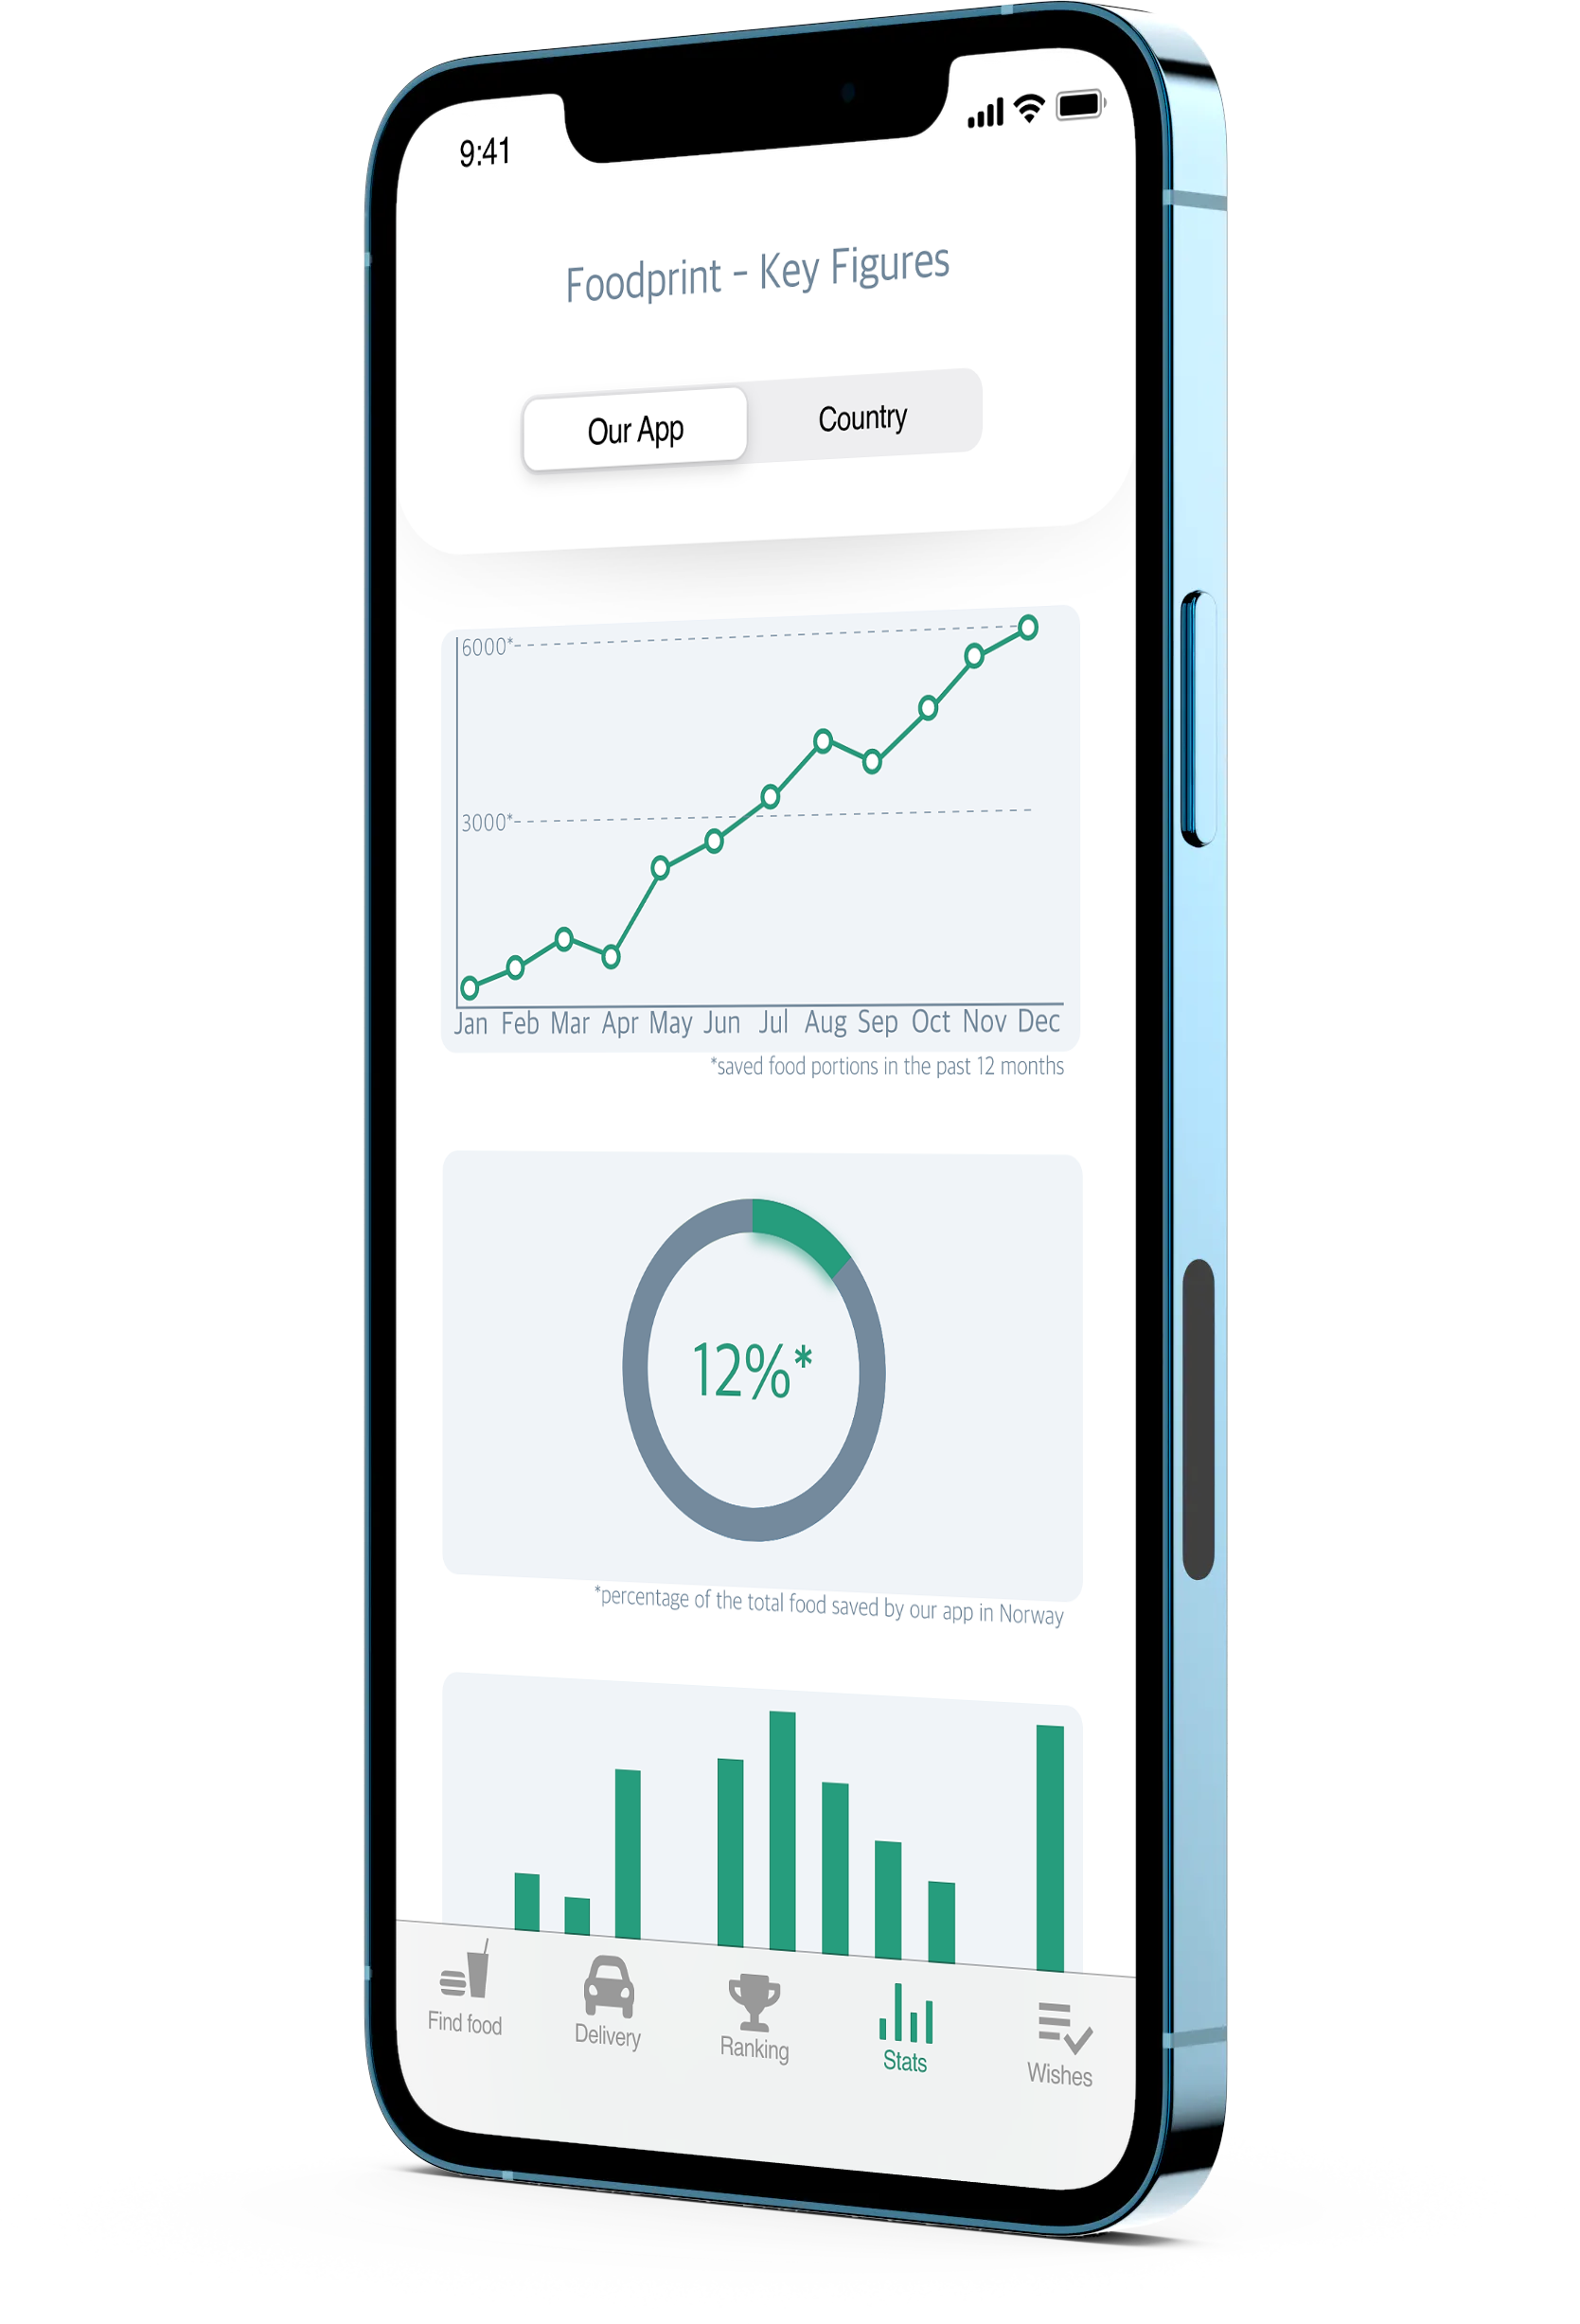 9:41
Foodprint – Key Figures
Our App Country
6000*
3000*
Jan Feb Mar Apr May Jun Jul Aug Sep Oct Nov Dec
*saved food portions in the past 12 months
12%*
*percentage of the total food saved by our app in Norway
Find food Delivery Ranking Stats Wishes